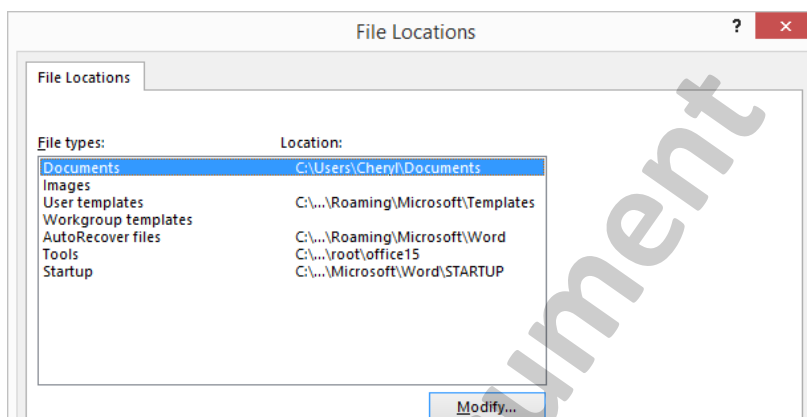 File Locations
?
×
File Locations
File types: Location:
Documents C:\Users\Cheryl\Documents
Images
User templates C:\...\Roaming\Microsoft\Templates
Workgroup templates
AutoRecover files C:\...\Roaming\Microsoft\Word
Tools C:\...\root\office15
Startup C:\...\Microsoft\Word\STARTUP
Modify...
ument